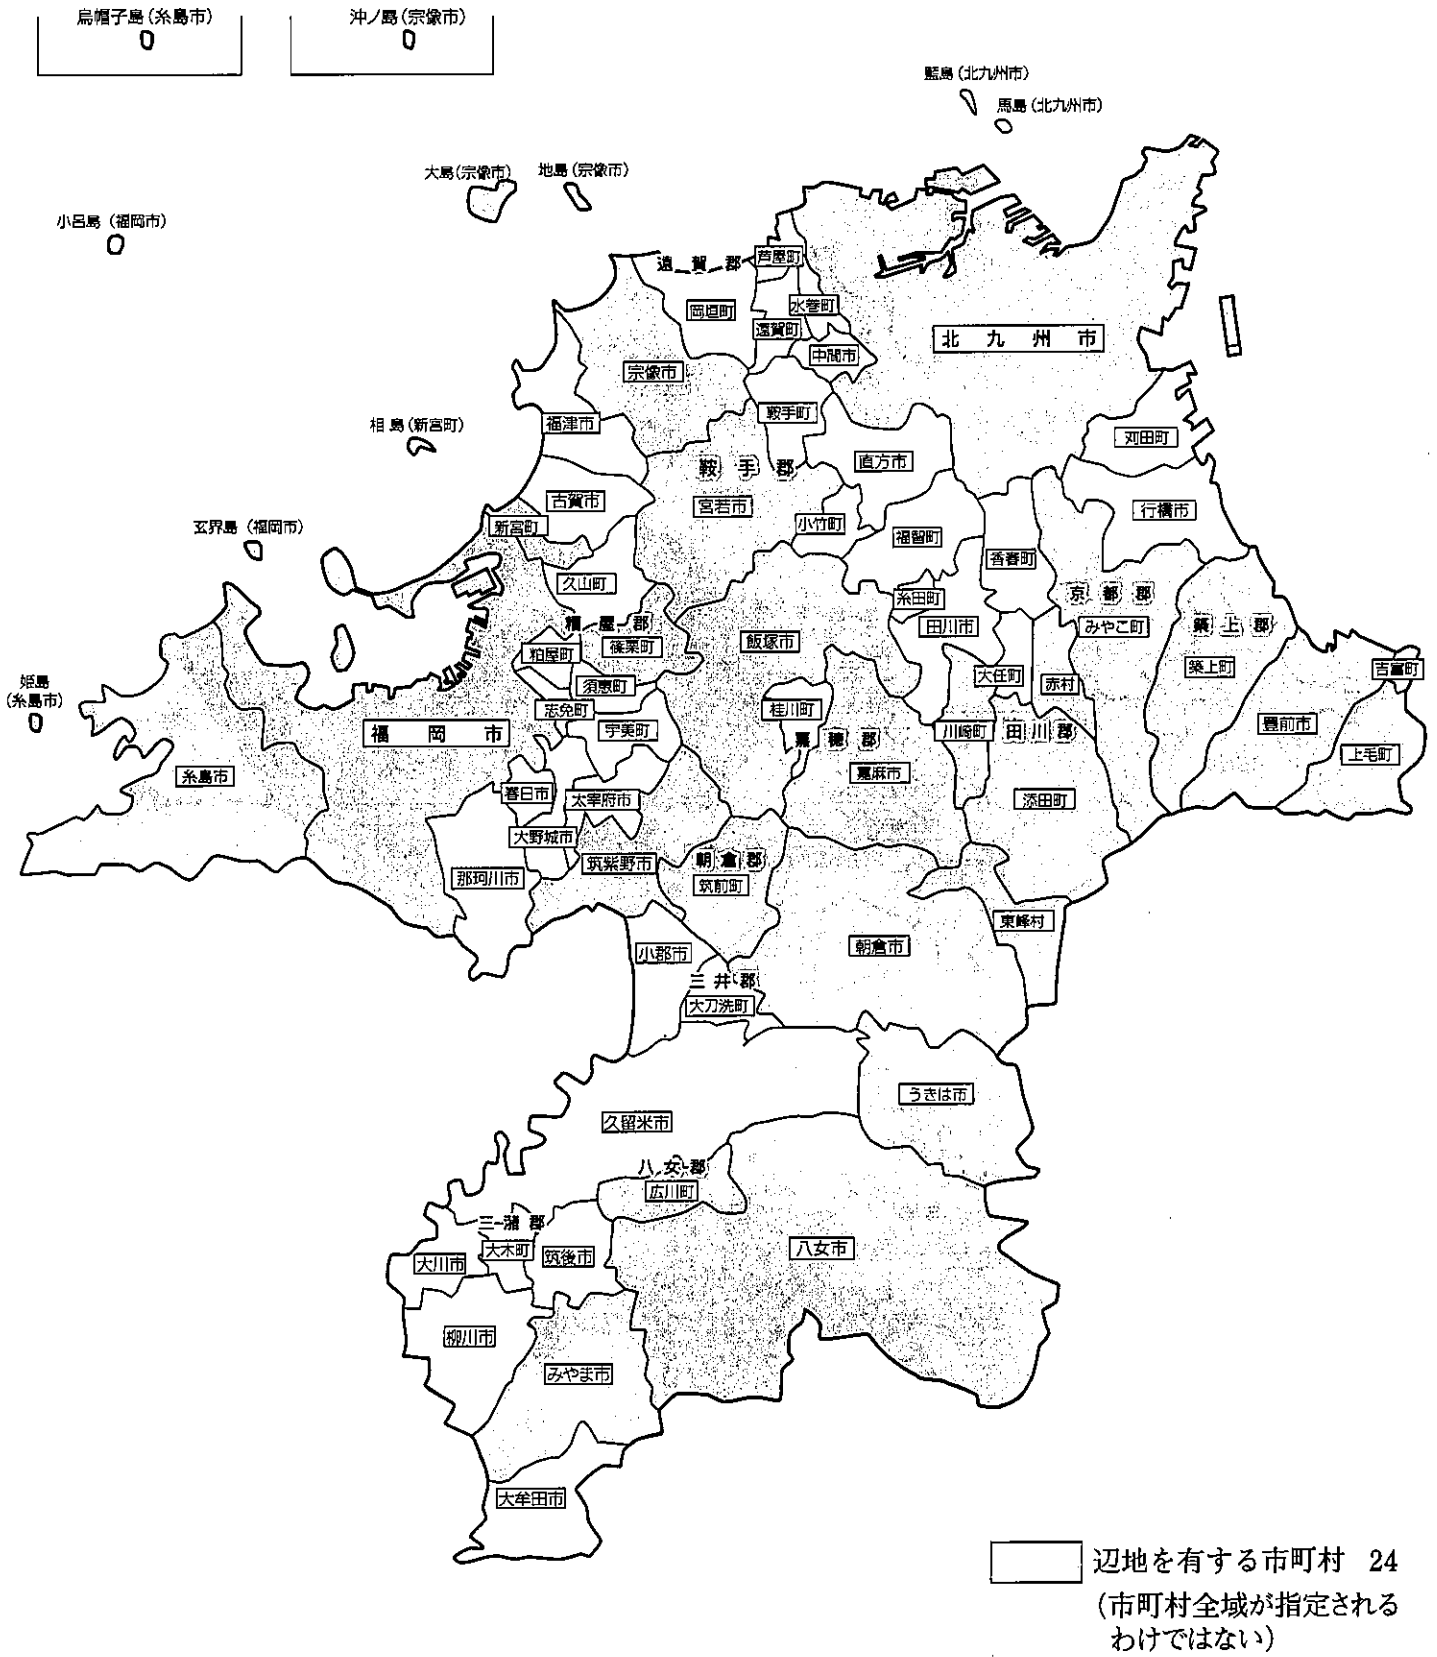 烏帽子島(糸島市)
沖ノ島(宗像市)
藍島(北九州市)
馬島(北九州市)
大島(宗像市)
地島(宗像市)
小呂島(福岡市)
遠賀郡
芦屋町
岡垣町
水巻町
遠賀町
中間市
北九州市
宗像市
鞍手町
相島(新宮町)
福津市
苅田町
鞍手郡
直方市
宮若市
古賀市
行橋市
新宮町
小竹町
玄界島(福岡市)
福智町
香春町
久山町
京都郡
糸田町
粕屋郡
田川市
みやこ町
築上郡
飯塚市
篠栗町
粕屋町
築上町
吉富町
大任町
赤村
須恵町
姫島
(糸島市)
志免町
桂川町
宇美町
福岡市
嘉穂郡
川崎町
田川郡
豊前市
上毛町
糸島市
嘉麻市
春日市
太宰府市
添田町
大野城市
朝倉郡
筑紫野市
那珂川市
筑前町
東峰村
朝倉市
小郡市
三井郡
大刀洗町
うきは市
久留米市
八女郡
広川町
三潴郡
大木町
筑後市
大川市
八女市
柳川市
みやま市
大牟田市
辺地を有する市町村 24
(市町村全域が指定される
わけではない)